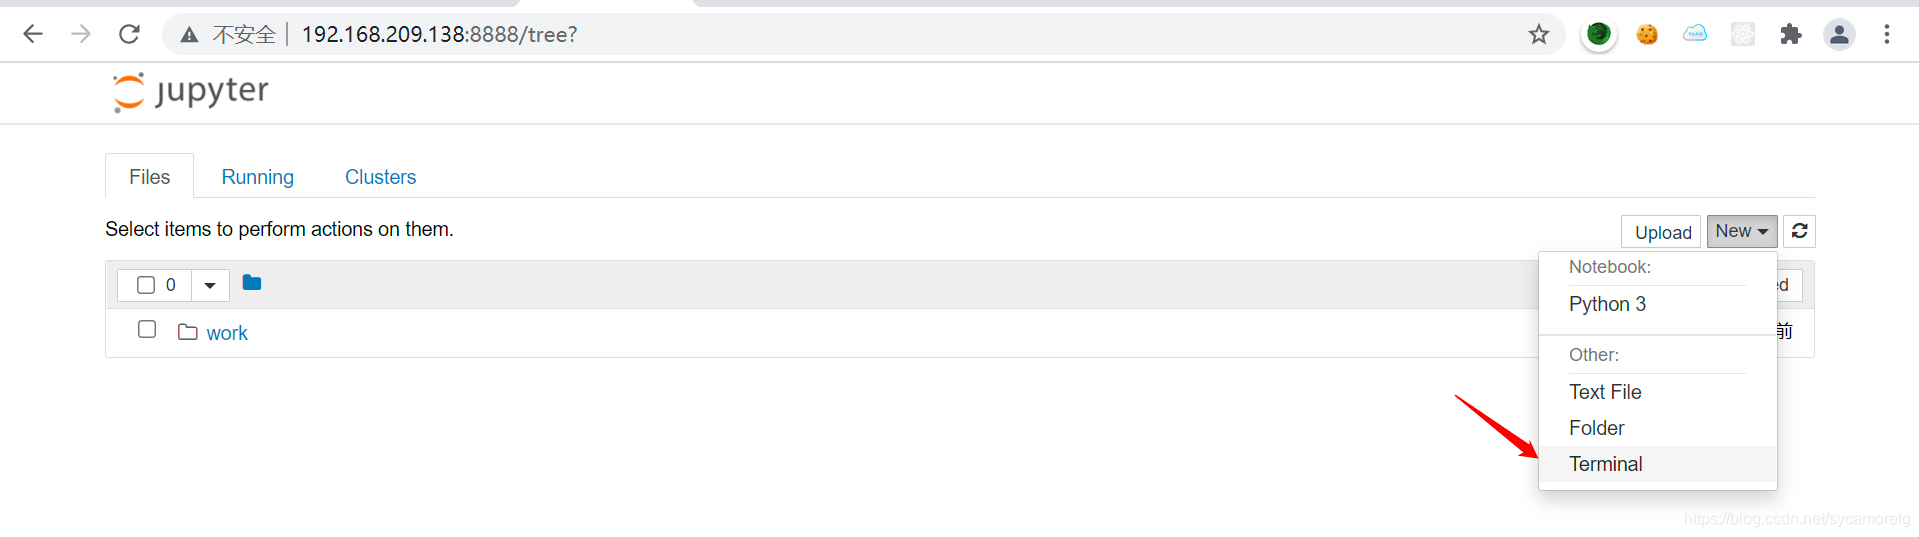 不安全 192.168.209.138:8888/tree?
YKAW
jupyter
Files Running Clusters
Select items to perform actions on them.
Upload New
0
work
Notebook:
Python 3
Other:
Text File
Folder
Terminal
ed
前
https://blog.csdn.net/sycamorelg